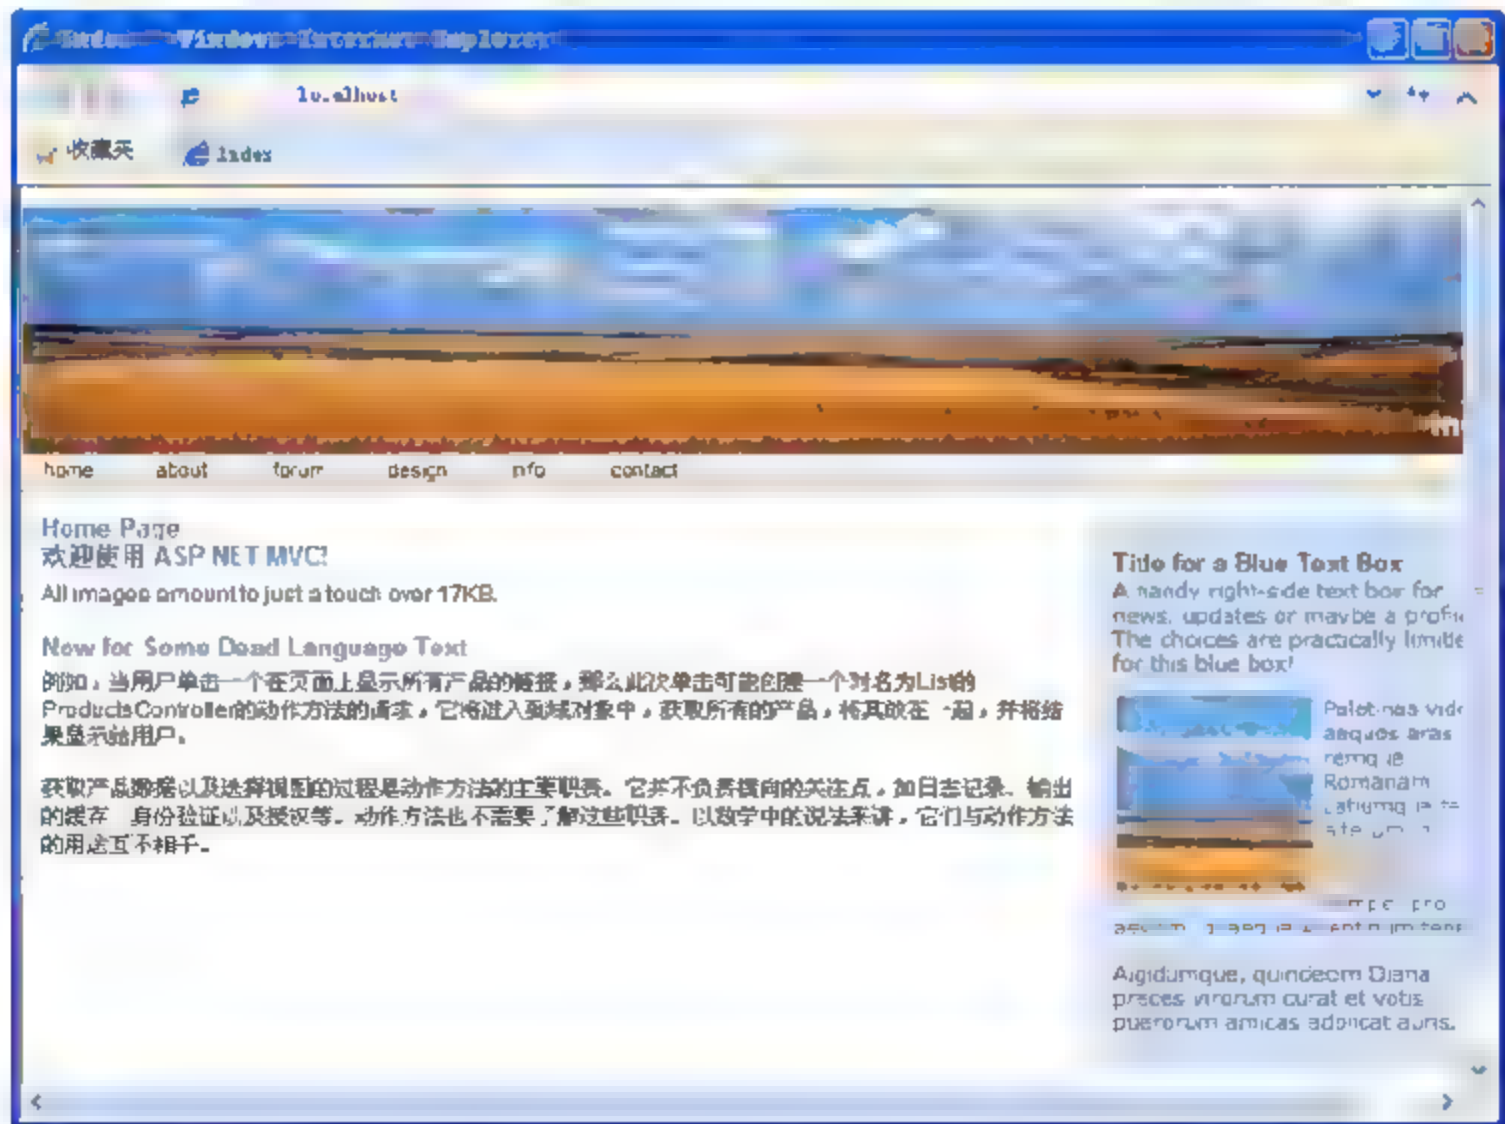 Index - Windows Internet Explorer
localhost
收藏夹
Index
home about forum design info contact
Home Page
欢迎使用 ASP.NET MVC!
All images amount to just a touch over 17KB.
Now for Some Dead Language Text
例如，当用户单击一个在页面上显示所有产品的链接，那么此次单击可能创建一个对名为List的
ProductsController的动作方法的请求，它将进入到域对象中，获取所有的产品，将其放在一起，并将结
果显示给用户。
获取产品数据以及选择视图的过程是动作方法的主要职责。它并不负责横向的关注点，如日志记录、输出
的缓存、身份验证以及授权等。动作方法也不需要了解这些职责。以数学中的说法来讲，它们与动作方法
的用途互不相干。
Title for a Blue Text Box
A handy right-side text box for
news, updates or maybe a profi
The choices are practically limitle
for this blue box!
aequos aras
Romanam
Algidumque, quindecim Diana
preces virorum curat et votis
puerorum amicas adplicat auris.